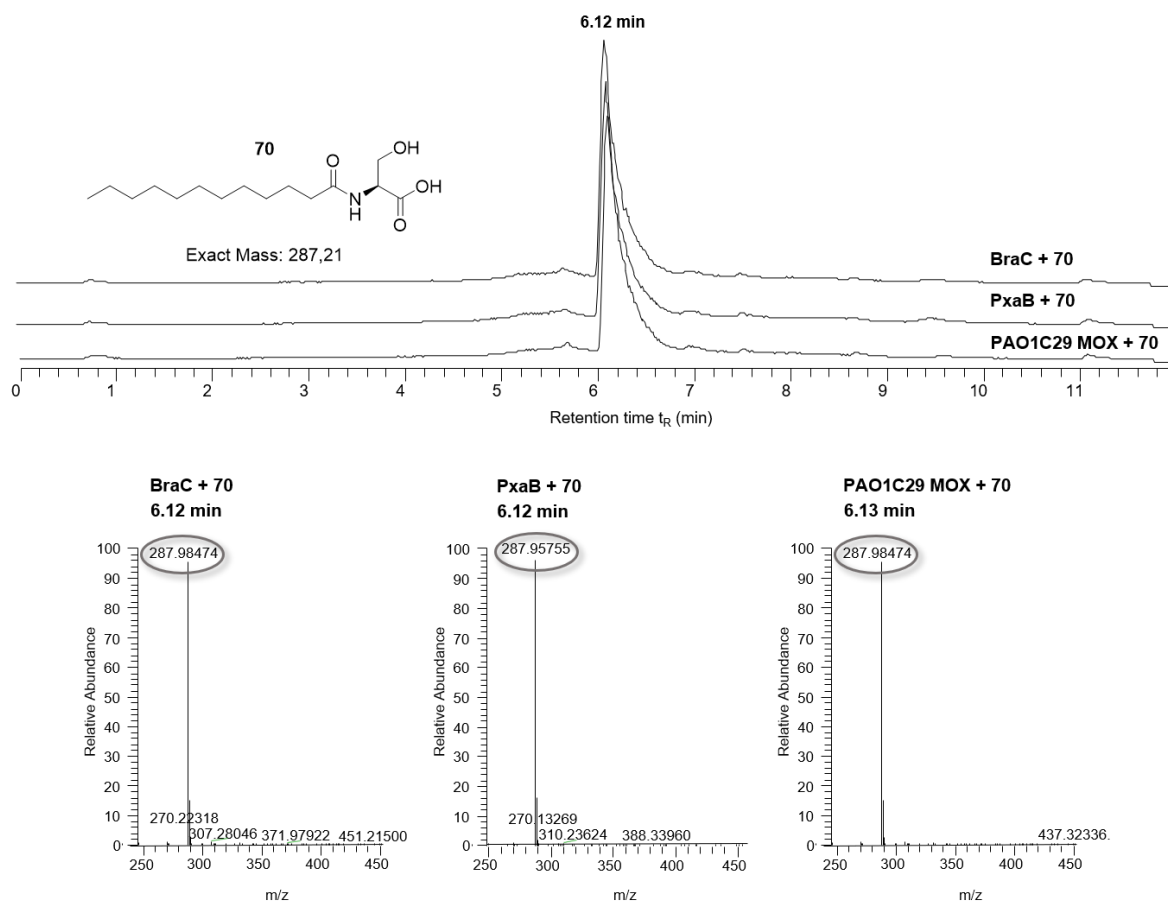 6.12 min
70
O
OH
N
H
OH
O
Exact Mass: 287,21
BraC + 70
PxaB + 70
PAO1C29 MOX + 70
0 1 2 3 4 5 6 7 8 9 10 11
Retention time tR (min)
BraC + 70
6.12 min
100
90
80
70
60
50
40
30
20
10
0
Relative Abundance
287.98474
270.22318
307.28046
371.97922
451.21500
250 300 350 400 450
m/z
PxaB + 70
6.12 min
100
90
80
70
60
50
40
30
20
10
0
Relative Abundance
287.95755
270.13269
310.23624
388.33960
250 300 350 400 450
m/z
PAO1C29 MOX + 70
6.13 min
100
90
80
70
60
50
40
30
20
10
0
Relative Abundance
287.98474
437.32336.
250 300 350 400 450
m/z